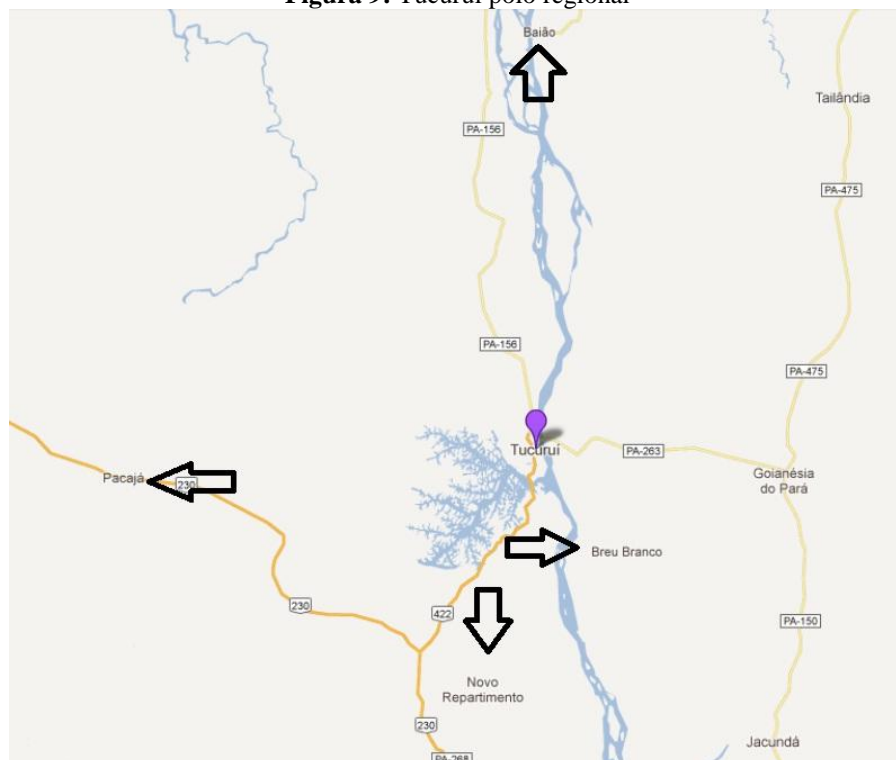 Figura 9: Tucuruí polo regional
Baião
Tailândia
PA-156
PA-475
PA-156
PA-475
Tucuruí
PA-263
Goianésia
do Pará
Pacajá
230
Breu Branco
230
422
PA-150
Novo
Repartimento
230
Jacundá
PA-268